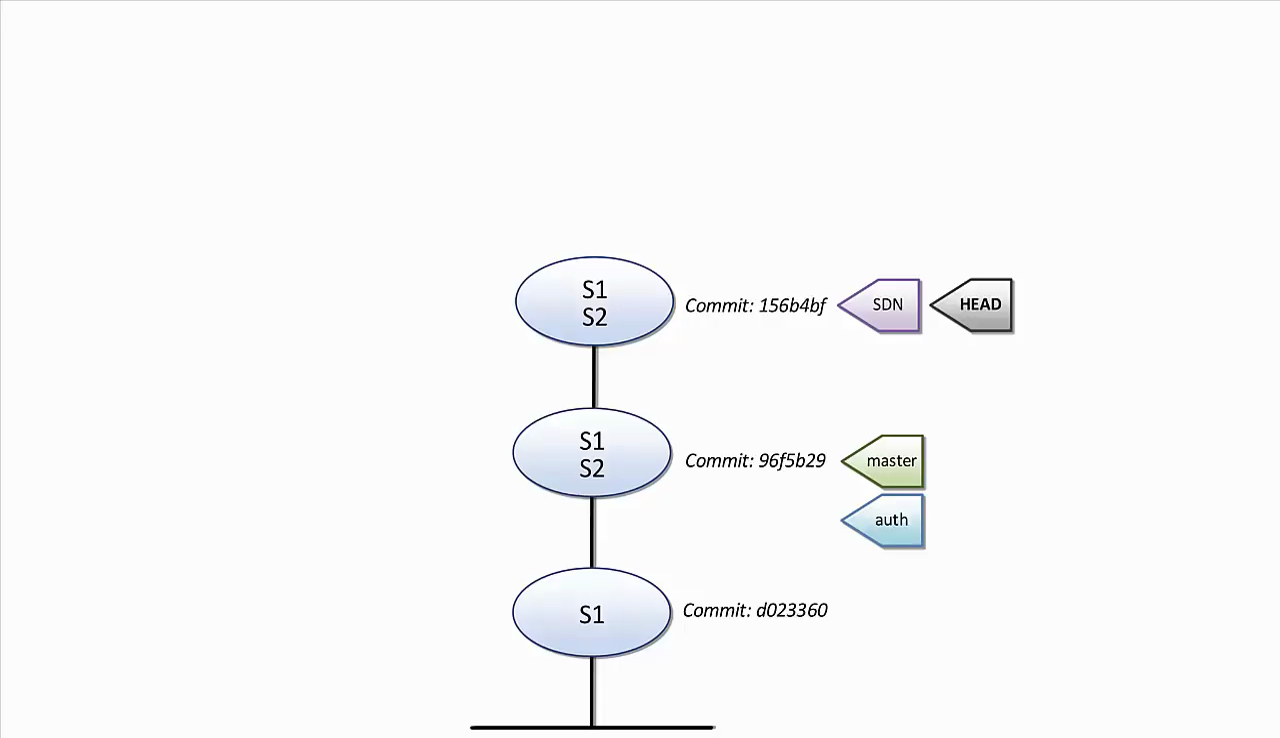 S1
S2
Commit: 156b4bf
SDN
HEAD
S1
S2
Commit: 96f5b29
master
auth
S1
Commit: d023360